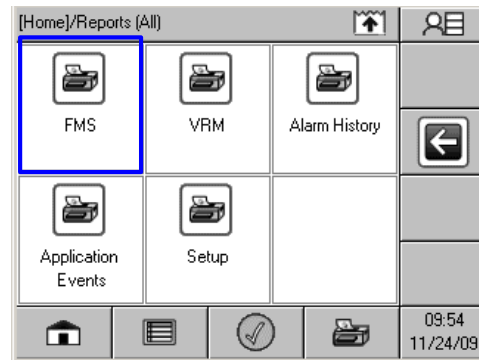 [Home]/Reports (All)
FMS
VRM
Alarm History
Application
Events
Setup
09:54
11/24/09